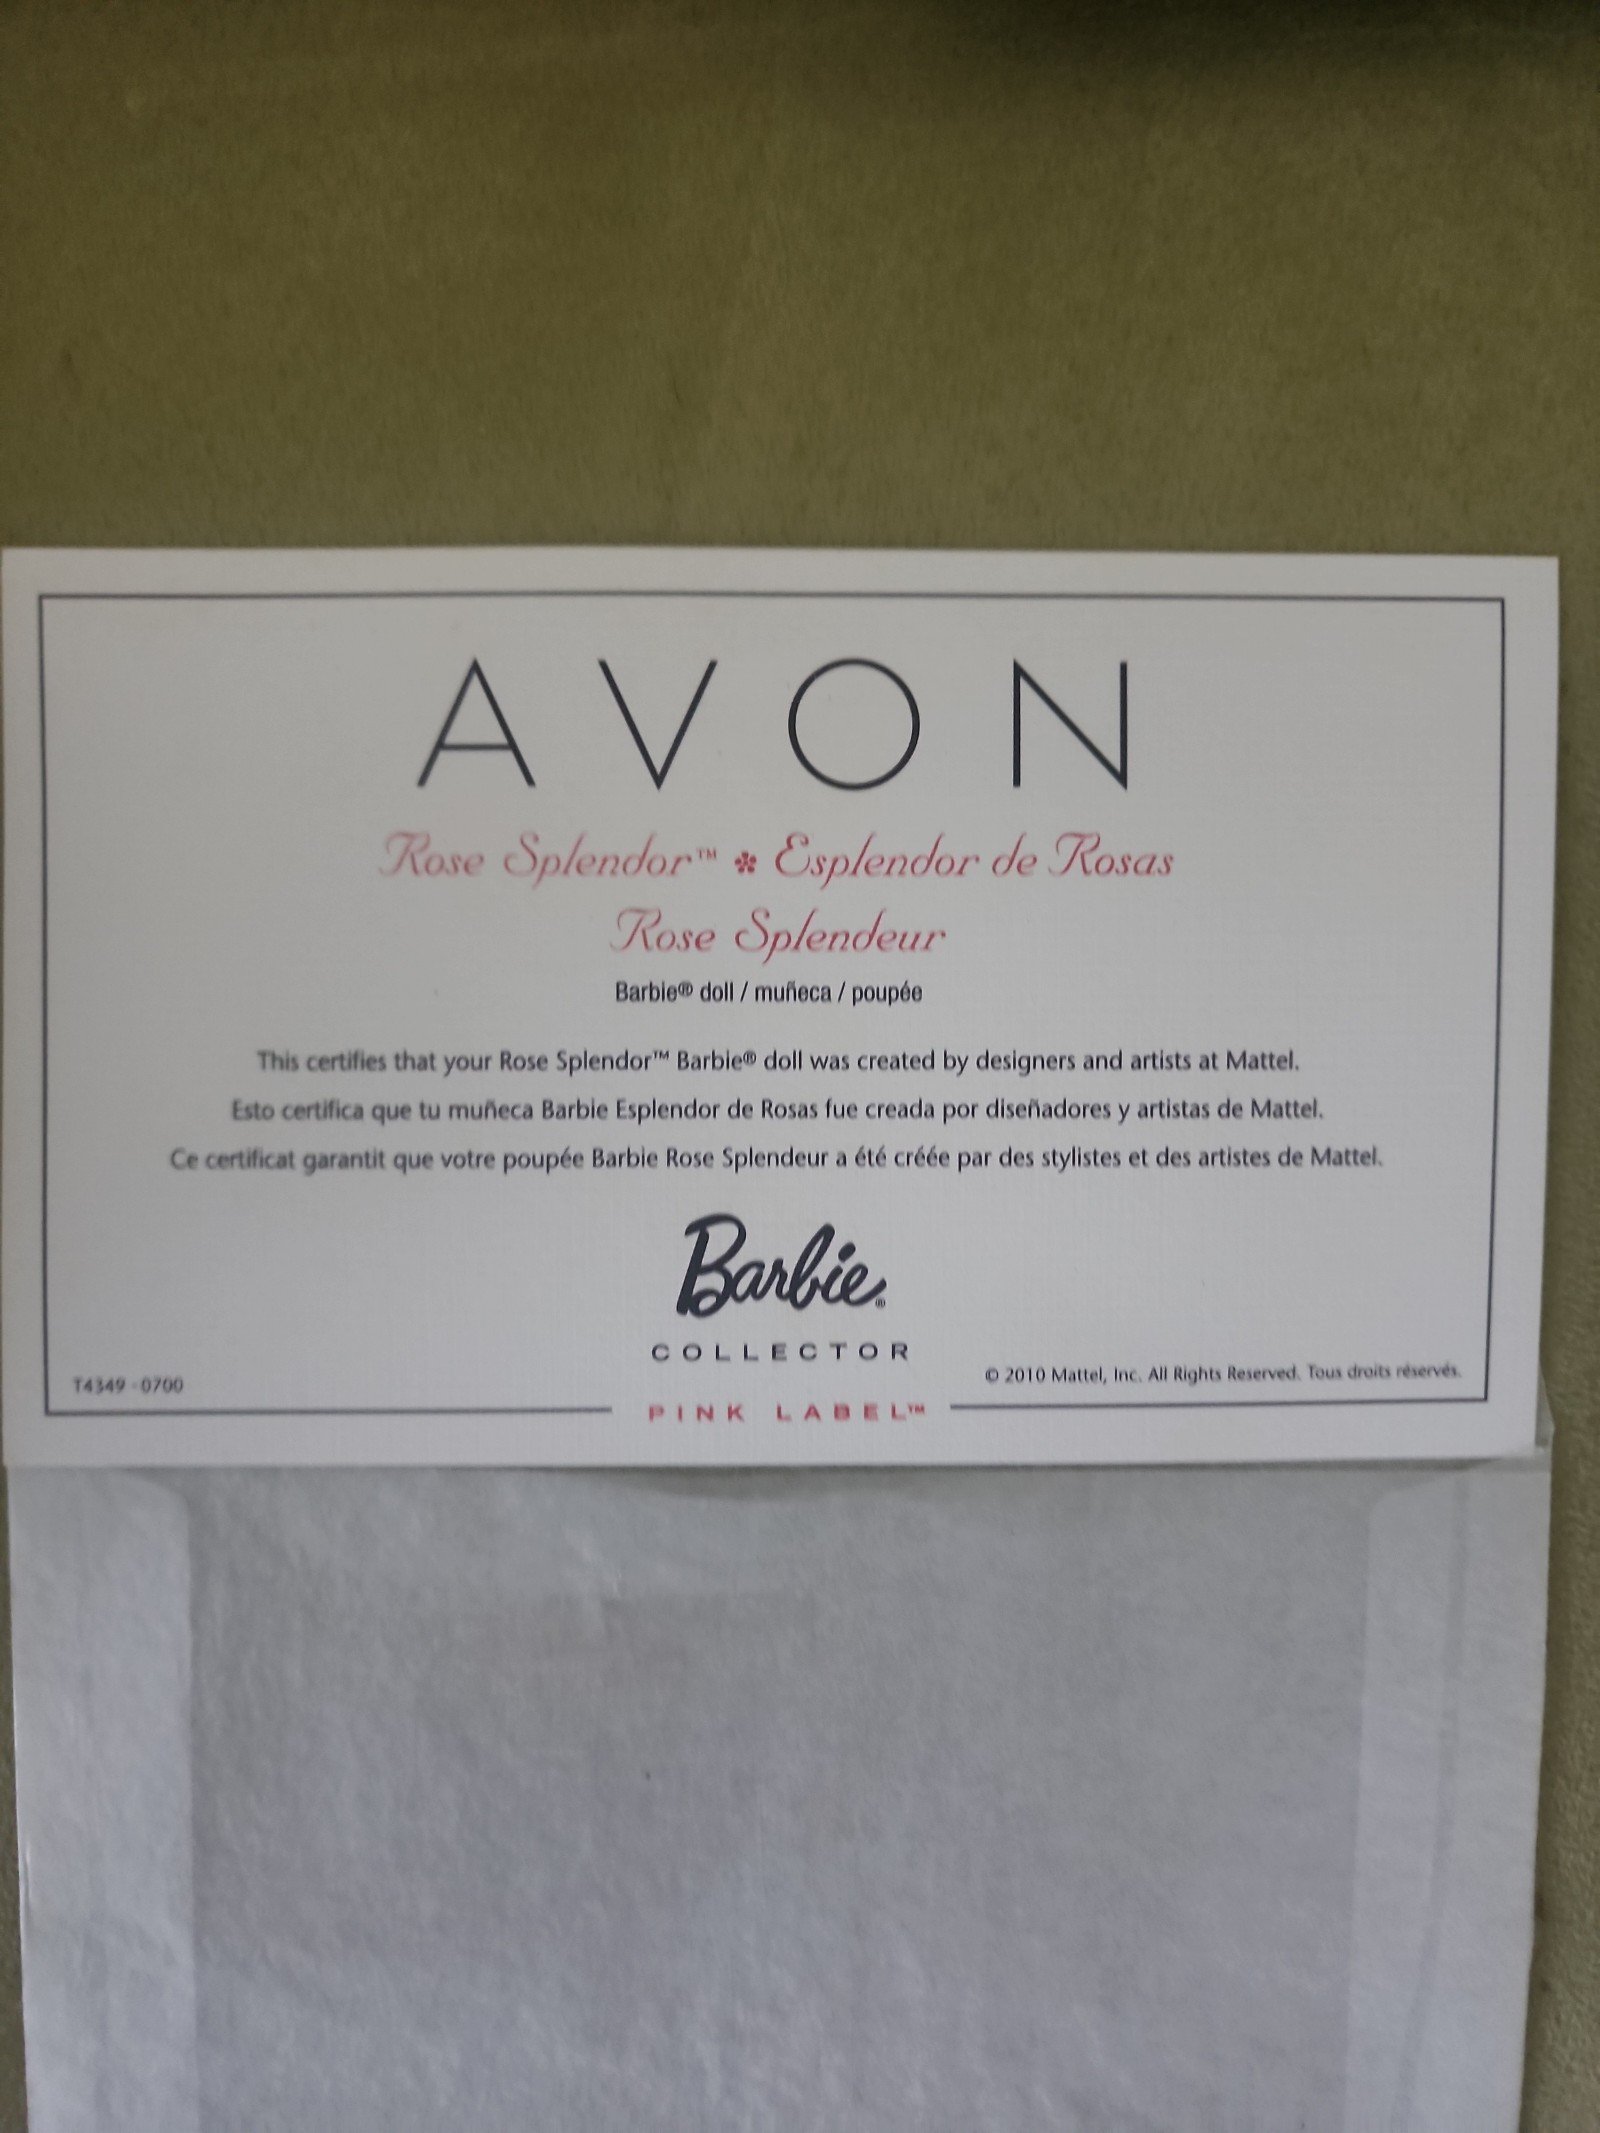 AVON
Rose Splendor™ * Esplendor de Rosas
Rose Splendeur
Barbie® doll / muñeca / poupée
This certifies that your Rose Splendor™ Barbie® doll was created by designers and artists at Mattel.
Esto certifica que tu muñeca Barbie Esplendor de Rosas fue creada por diseñadores y artistas de Mattel.
Ce certificat garantit que votre poupée Barbie Rose Splendeur a été créée par des stylistes et des artistes de Mattel.
Barbie®
COLLECTOR
T4349-0700
© 2010 Mattel, Inc. All Rights Reserved. Tous droits réservés.
PINK LABEL™